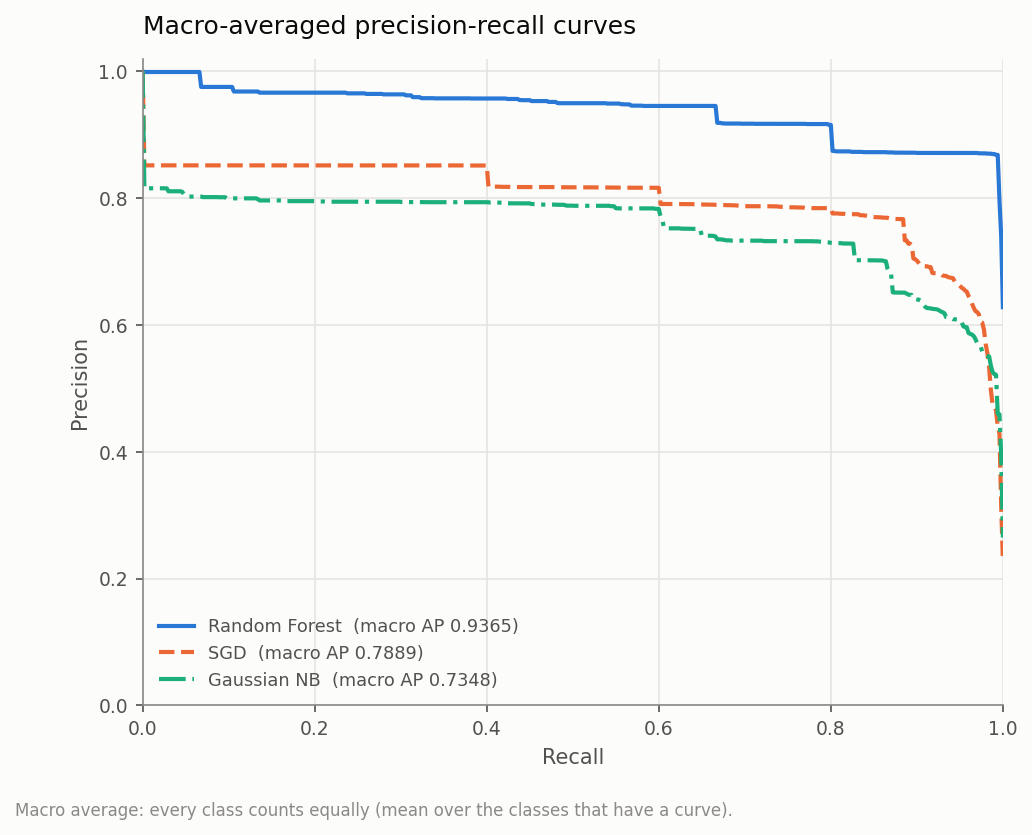 Macro-averaged precision-recall curves
1.0
0.8
0.6
0.4
0.2
0.0
Precision
Random Forest (macro AP 0.9365)
SGD (macro AP 0.7889)
Gaussian NB (macro AP 0.7348)
0.0 0.2 0.4 0.6 0.8 1.0
Recall
Macro average: every class counts equally (mean over the classes that have a curve).